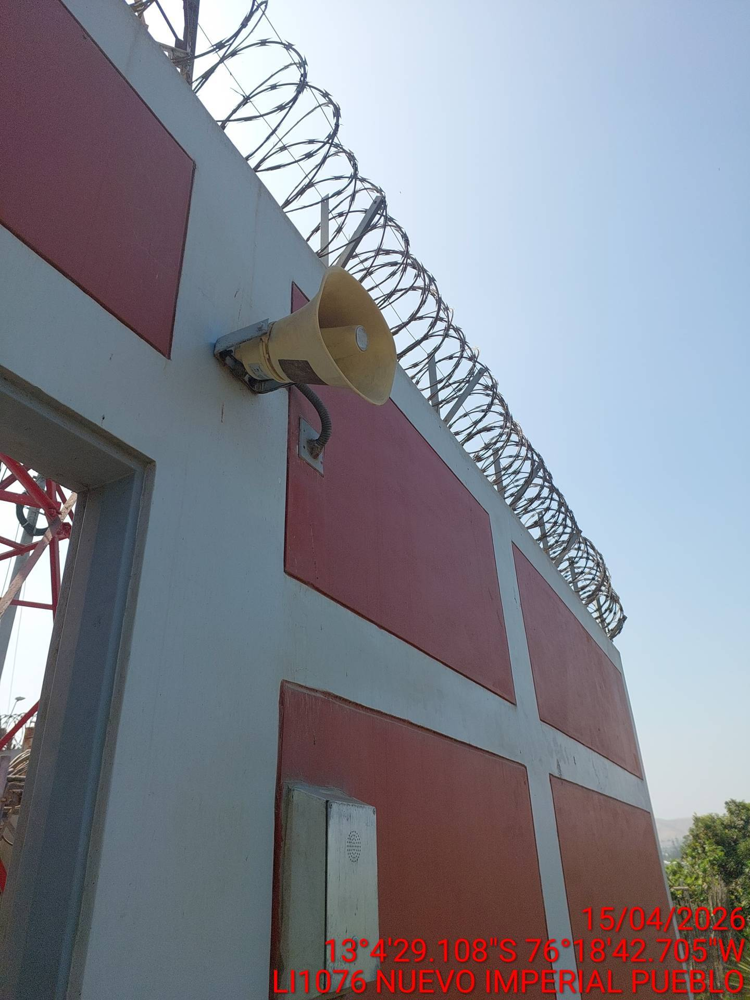 15/04/2026
13°4'29.108"S 76°18'42.705"W
LI1076 NUEVO IMPERIAL PUEBLO